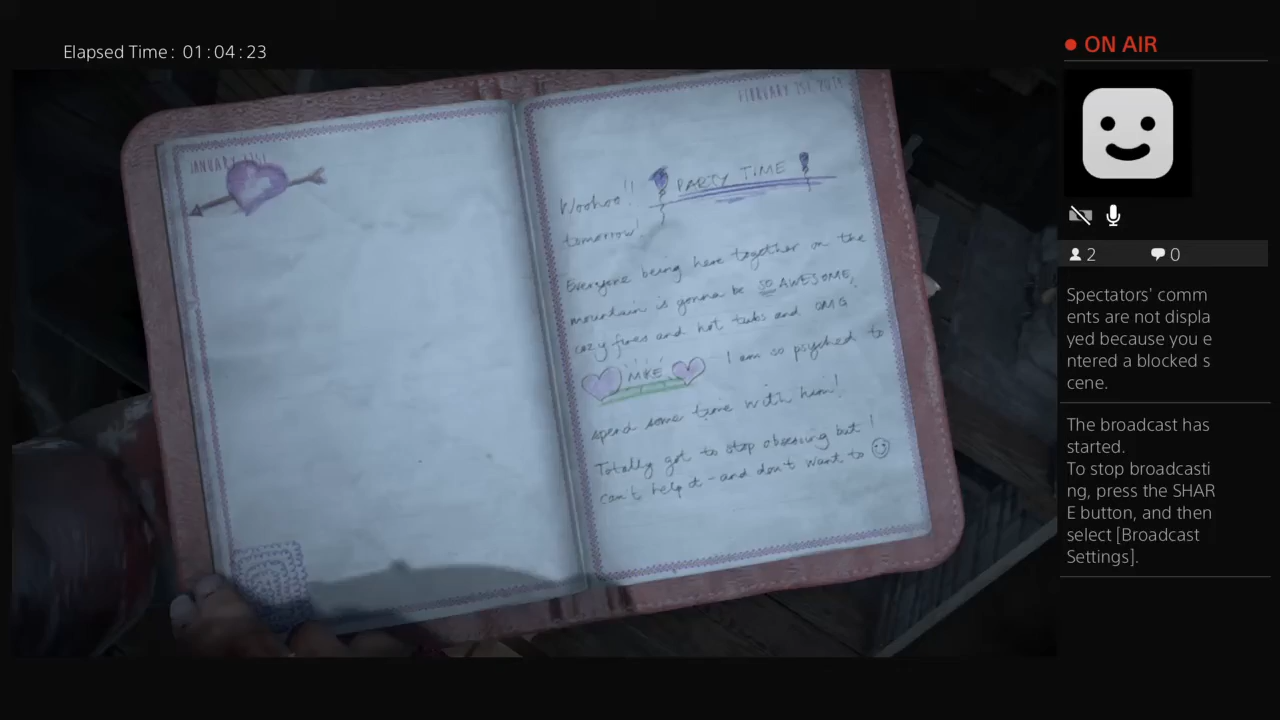 Elapsed Time: 01:04:23
ON AIR
2
0
Spectators' comm
ents are not displa
yed because you e
ntered a blocked s
cene.
The broadcast has
started.
To stop broadcasti
ng, press the SHAR
E button, and then
select [Broadcast
Settings].
JANUARY
FEBRUARY
Woohoo!! PARTY TIME
tomorrow!
Everyone being here together on the
mountain is gonna be SO AWESOME,
cozy fires and hot tubs and OMG
MIKE I am so psyched to
spend some time with him!
Totally got to stop obsessing but I
can't help it - and don't want to